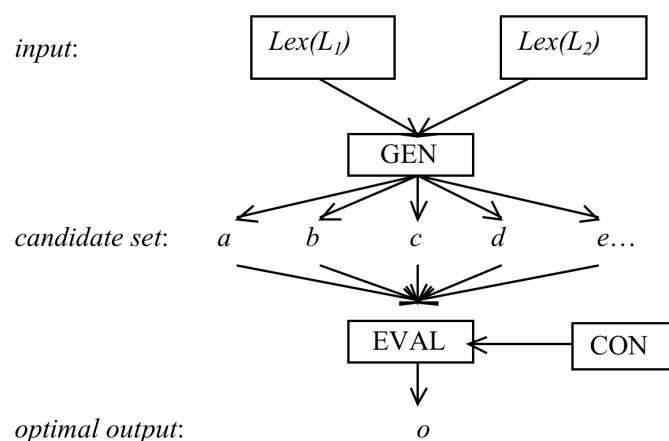 input: Lex(L₁) Lex(L₂)
GEN
candidate set: a b c d e…
EVAL CON
optimal output: o